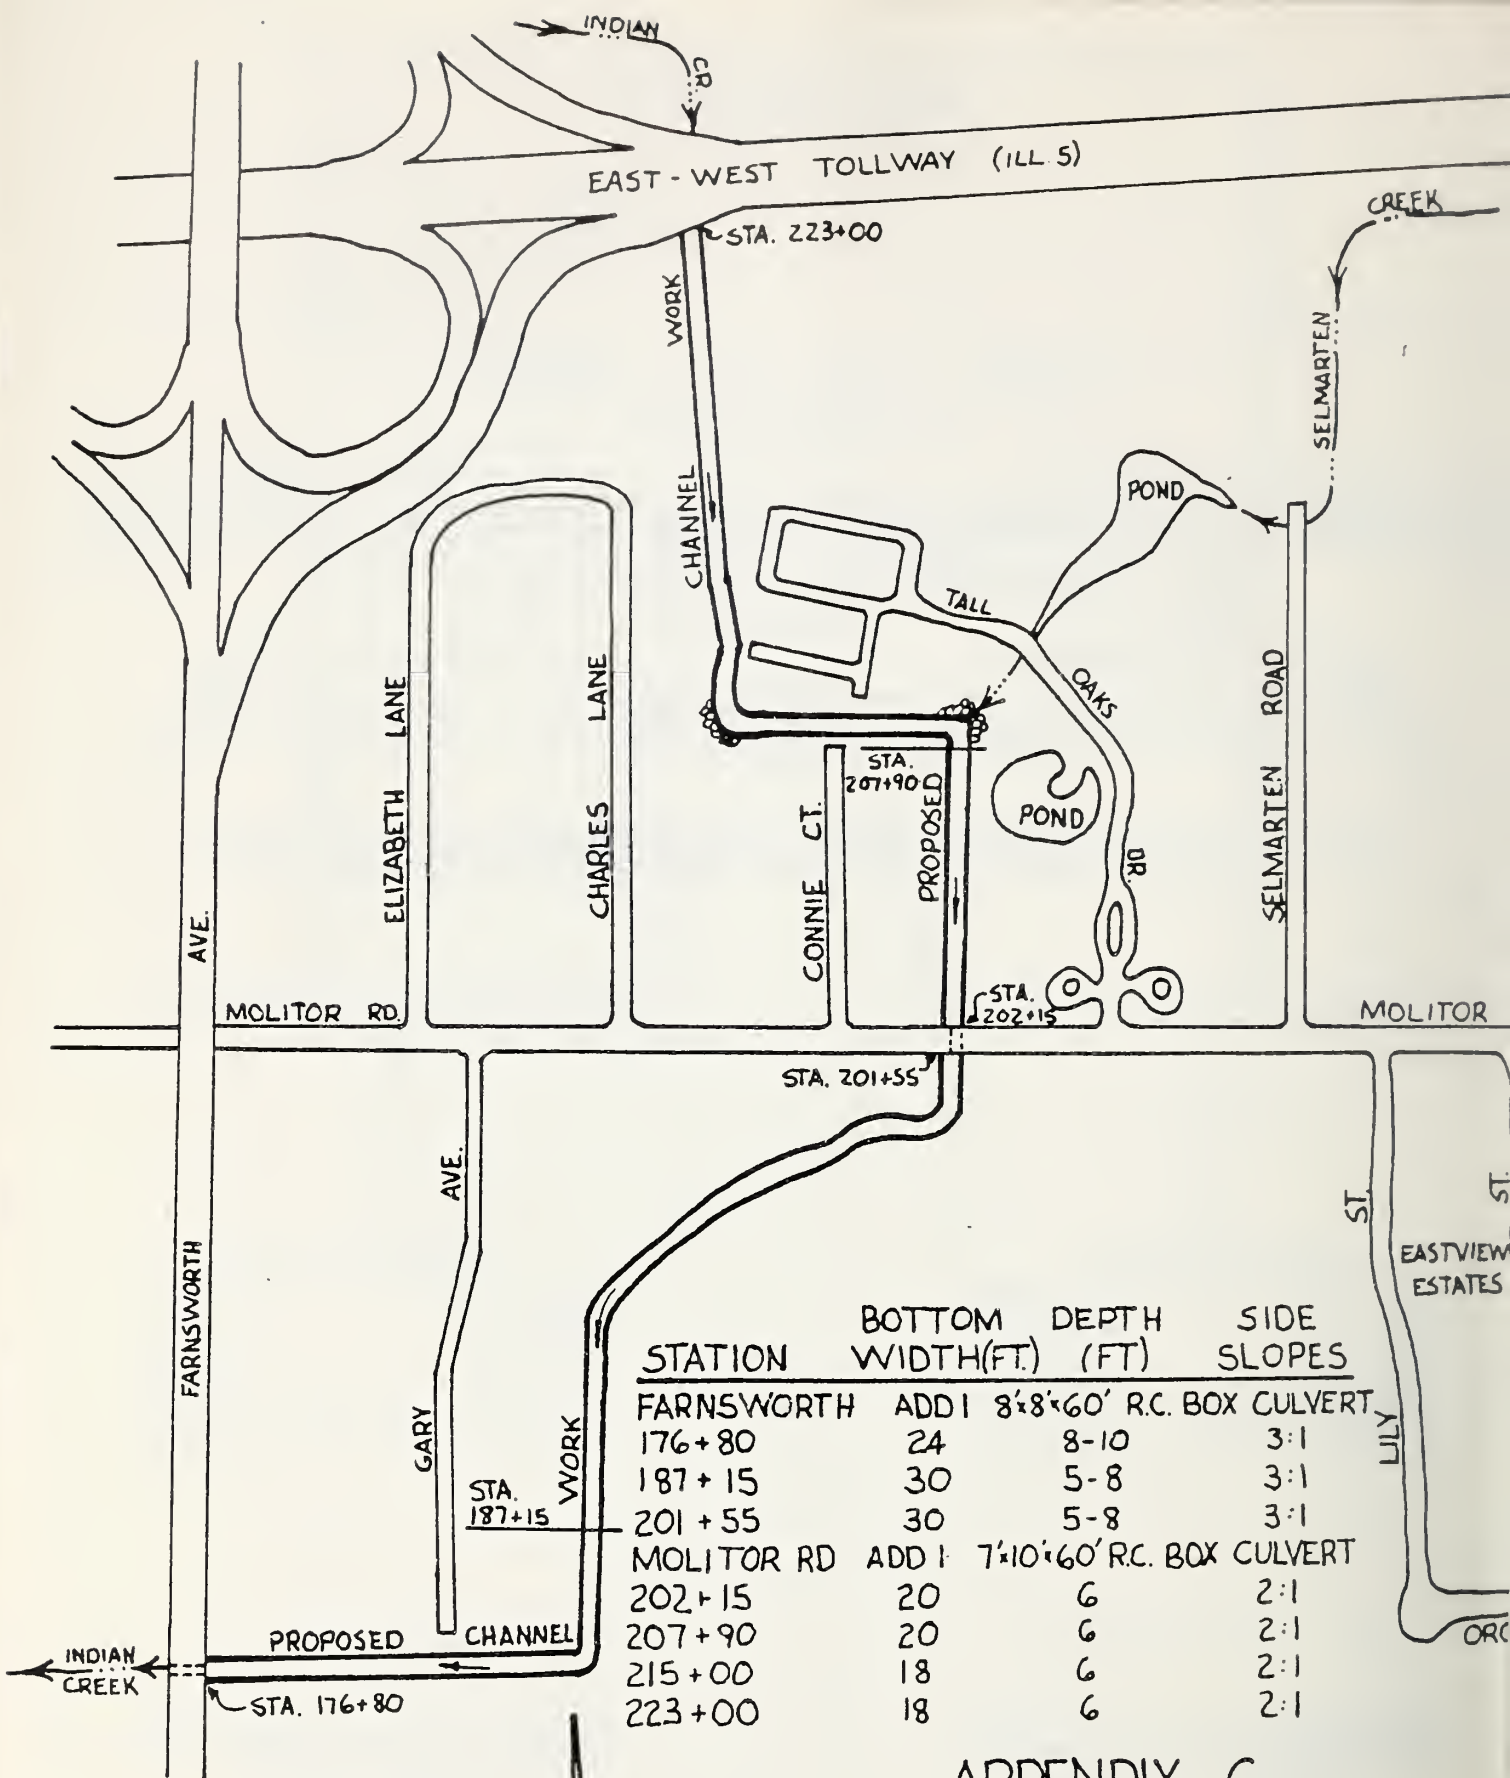 INDIAN
CR.
EAST-WEST TOLLWAY (ILL. 5)
CREEK
STA. 223+00
WORK
SELMARTEN
CHANNEL
POND
TALL
OAKS
DR.
ELIZABETH LANE
CHARLES LANE
SELMARTEN ROAD
STA.
207+90
PROPOSED
POND
CONNIE CT.
AVE.
MOLITOR RD.
STA.
202+15
MOLITOR
STA. 201+55
AVE.
ST.
ST.
EASTVIEW
ESTATES
FARNSWORTH
GARY
WORK
LILY
STA.
187+15
BOTTOM DEPTH SIDE
STATION WIDTH(FT.) (FT) SLOPES
FARNSWORTH ADD 1 8'x8'x60' R.C. BOX CULVERT
176+80 24 8-10 3:1
187+15 30 5-8 3:1
201+55 30 5-8 3:1
MOLITOR RD ADD 1 7'x10'x60' R.C. BOX CULVERT
202+15 20 6 2:1
207+90 20 6 2:1
215+00 18 6 2:1
223+00 18 6 2:1
PROPOSED CHANNEL
INDIAN
CREEK
STA. 176+80
ORC
APPENDIX C